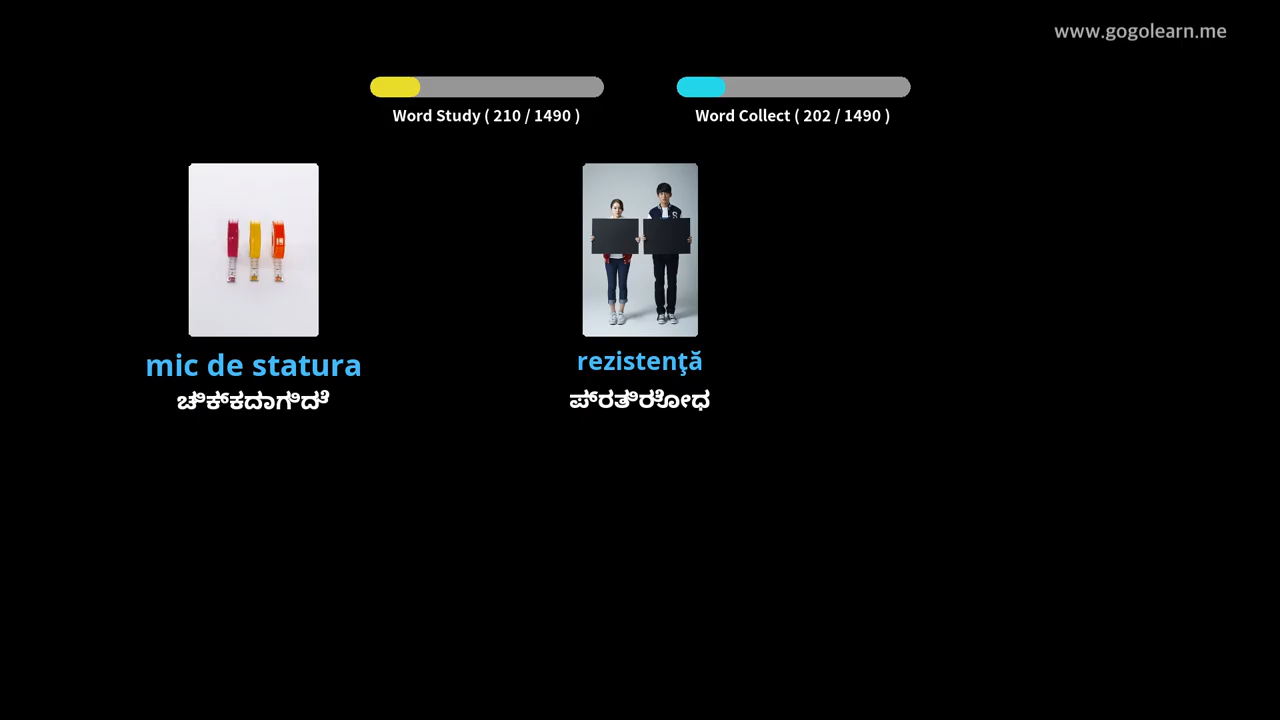 www.gogolearn.me
Word Study ( 210 / 1490 )
Word Collect ( 202 / 1490 )
mic de statura
ಚಿಕ್ಕದಾಗಿದೆ
rezistenţă
ಪ್ರತಿರೋಧ